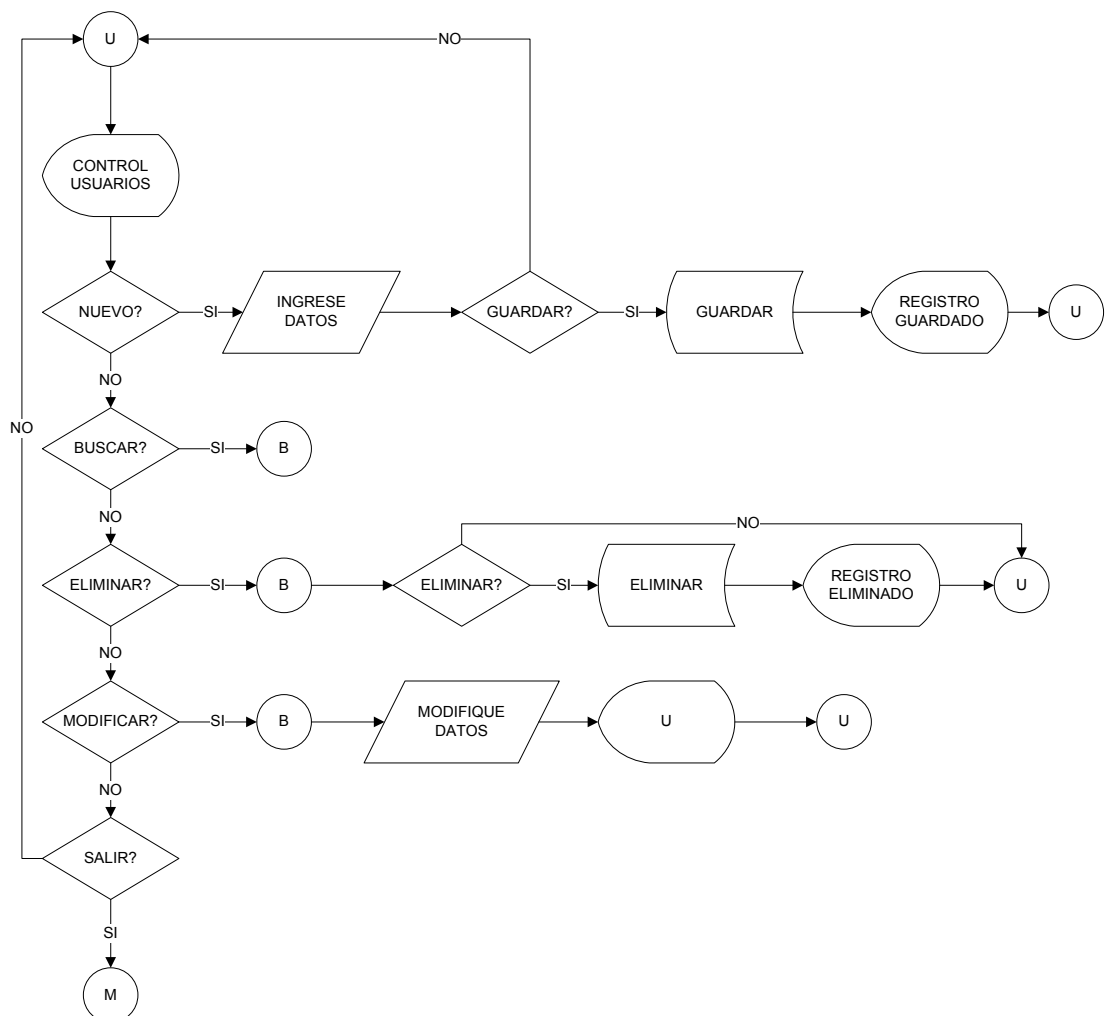 U
NO
CONTROL
USUARIOS
NUEVO?
SI
INGRESE
DATOS
GUARDAR?
SI
GUARDAR
REGISTRO
GUARDADO
U
NO
NO
BUSCAR?
SI
B
NO
NO
ELIMINAR?
SI
B
ELIMINAR?
SI
ELIMINAR
REGISTRO
ELIMINADO
U
NO
MODIFICAR?
SI
B
MODIFIQUE
DATOS
U
U
NO
SALIR?
SI
M